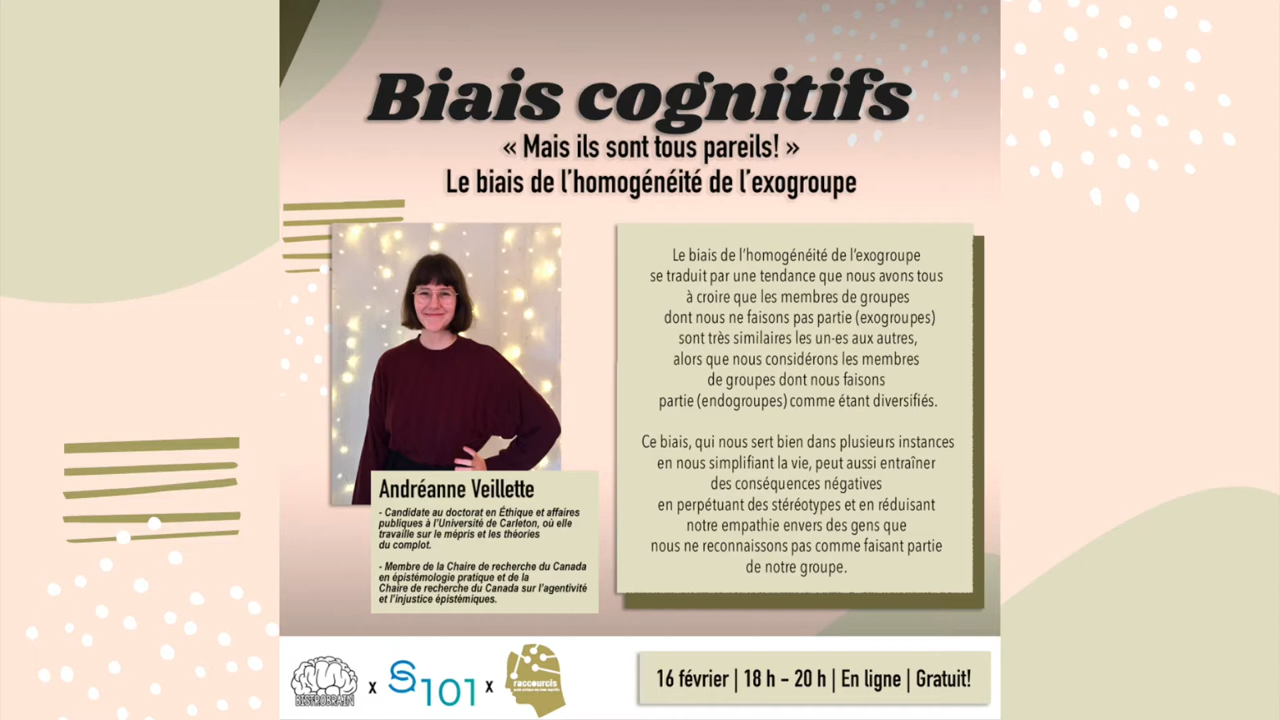 Biais cognitifs
« Mais ils sont tous pareils! »
Le biais de l'homogénéité de l'exogroupe
Le biais de l'homogénéité de l'exogroupe
se traduit par une tendance que nous avons tous
à croire que les membres de groupes
dont nous ne faisons pas partie (exogroupes)
sont très similaires les un·es aux autres,
alors que nous considérons les membres
de groupes dont nous faisons
partie (endogroupes) comme étant diversifiés.
Ce biais, qui nous sert bien dans plusieurs instances
en nous simplifiant la vie, peut aussi entraîner
des conséquences négatives
en perpétuant des stéréotypes et en réduisant
notre empathie envers des gens que
nous ne reconnaissons pas comme faisant partie
de notre groupe.
Andréanne Veillette
- Candidate au doctorat en Éthique et affaires
publiques à l'Université de Carleton, où elle
travaille sur le mépris et les théories
du complot.
- Membre de la Chaire de recherche du Canada
en épistémologie pratique et de la
Chaire de recherche du Canada sur l'agentivité
et l'injustice épistémiques.
BISTROBRAIN x S101 x raccourcis
16 février | 18 h – 20 h | En ligne | Gratuit!